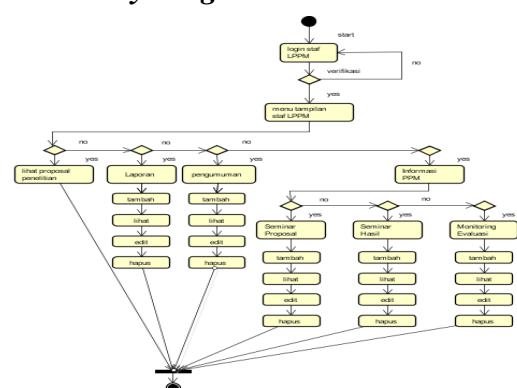 start
login staf
LPPM
no
verifikasi
yes
menu tampilan
staf LPPM
no
no
no
yes
yes
yes
yes
lihat proposal
penelitian
Laporan
pengumuman
Informasi
PPM
tambah
tambah
lihat
lihat
edit
edit
hapus
hapus
no
no
yes
yes
yes
Seminar
Proposal
Seminar
Hasil
Monitoring
Evaluasi
tambah
tambah
tambah
lihat
lihat
lihat
edit
edit
edit
hapus
hapus
hapus